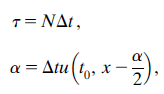 τ = NΔt,
α = Δtu(t₀, x - α/2),